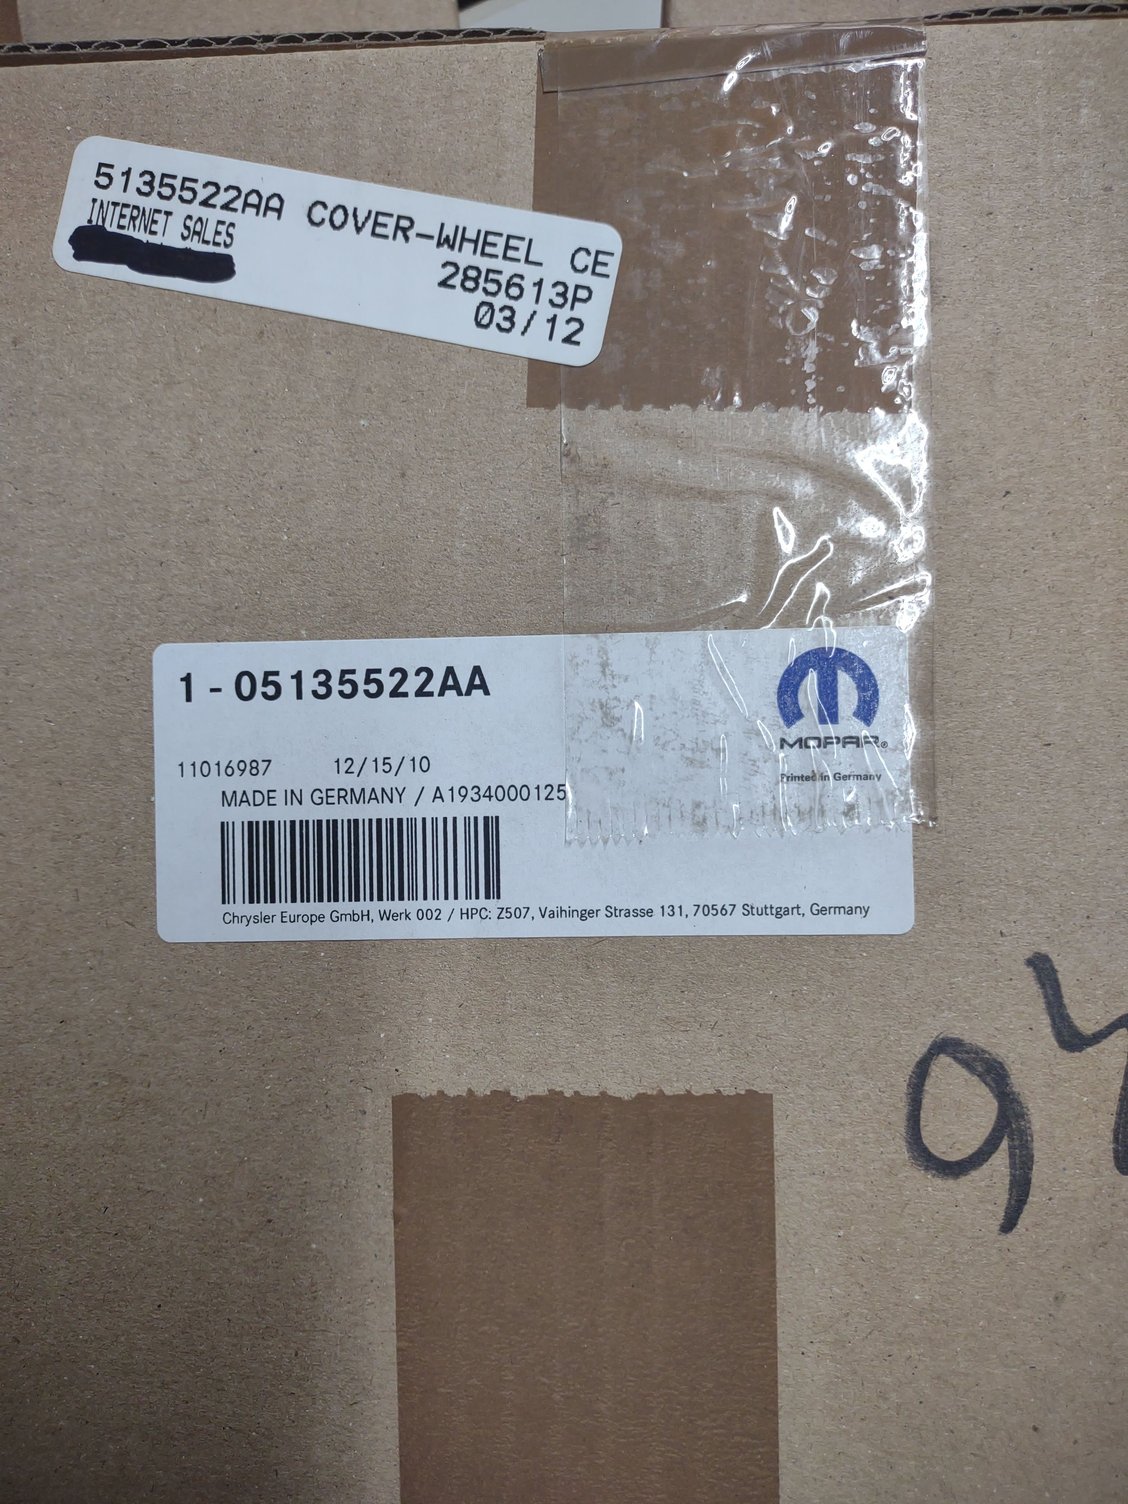 5135522AA COVER-WHEEL CE
INTERNET SALES
285613P
03/12
1 - 05135522AA
MOPAR®
Printed in Germany
11016987 12/15/10
MADE IN GERMANY / A1934000125
Chrysler Europe GmbH, Werk 002 / HPC: Z507, Vaihinger Strasse 131, 70567 Stuttgart, Germany